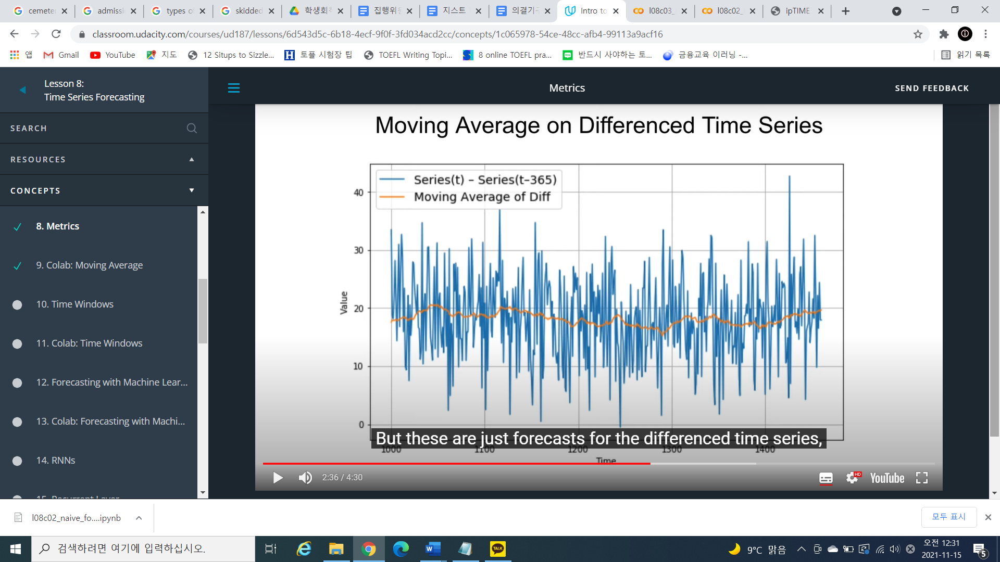 cemeter
admissi
types o
skidded
학생회칙
집행위원
지스트
의결기구
Intro to
l08c03_
l08c02_
ipTIME
classroom.udacity.com/courses/ud187/lessons/6d543d5c-6b18-4ecf-9f0f-3fd034acd2cc/concepts/1c065978-54ce-48cc-afb4-99113a9acf16
앱
Gmail
YouTube
지도
12 Situps to Sizzle...
토플 시험장 팁
TOEFL Writing Topi...
8 online TOEFL pra...
반드시 사야하는 토...
금융교육 이러닝 -...
읽기 목록
Lesson 8:
Time Series Forecasting
Metrics
SEND FEEDBACK
SEARCH
RESOURCES
CONCEPTS
8. Metrics
9. Colab: Moving Average
10. Time Windows
11. Colab: Time Windows
12. Forecasting with Machine Lear...
13. Colab: Forecasting with Machi...
14. RNNs
15. Recurrent Layer
Moving Average on Differenced Time Series
Series(t) – Series(t–365)
Moving Average of Diff
40
30
20
10
0
Value
But these are just forecasts for the differenced time series,
1000
1100
1200
1300
1400
Time
2:36 / 4:30
HD
YouTube
l08c02_naive_fo....ipynb
모두 표시
검색하려면 여기에 입력하십시오.
W
TALK
9°C 맑음
오전 12:31
2021-11-15
5